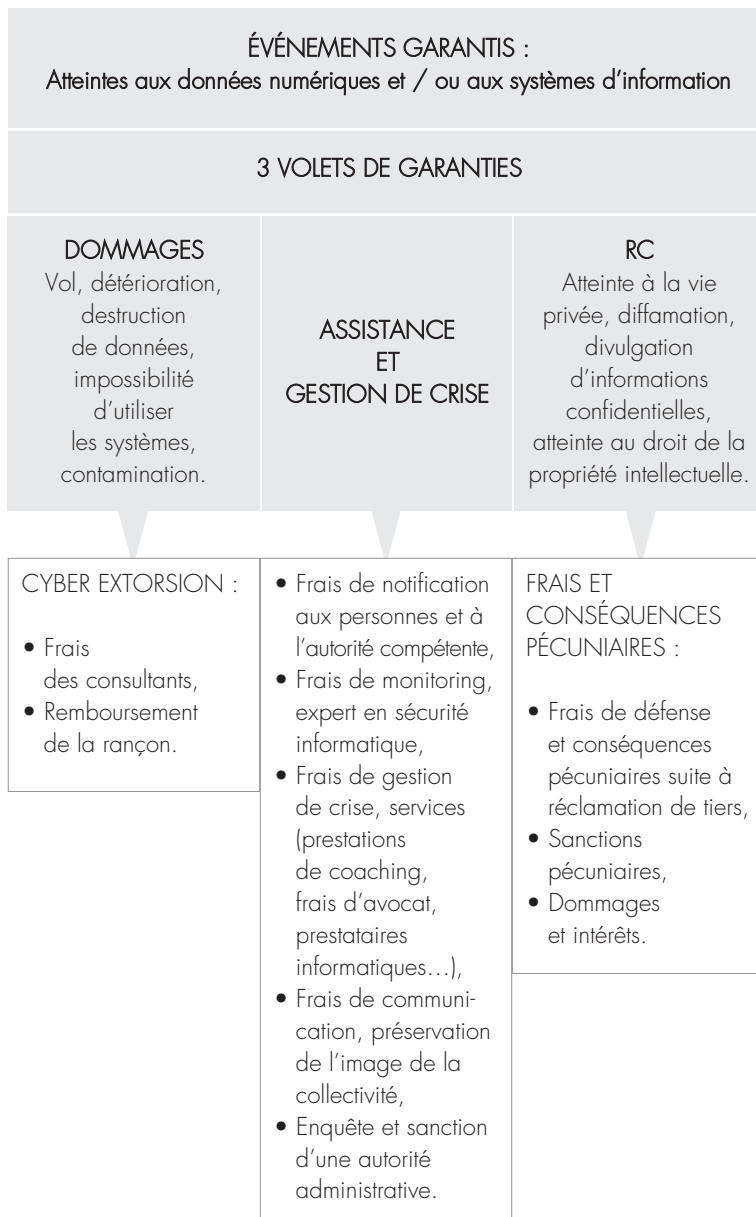 ÉVÉNEMENTS GARANTIS :
Atteintes aux données numériques et / ou aux systèmes d'information
3 VOLETS DE GARANTIES
DOMMAGES
Vol, détérioration,
destruction
de données,
impossibilité
d'utiliser
les systèmes,
contamination.
ASSISTANCE
ET
GESTION DE CRISE
RC
Atteinte à la vie
privée, diffamation,
divulgation
d'informations
confidentielles,
atteinte au droit de la
propriété intellectuelle.
CYBER EXTORSION :
• Frais
des consultants,
• Remboursement
de la rançon.
• Frais de notification
aux personnes et à
l'autorité compétente,
• Frais de monitoring,
expert en sécurité
informatique,
• Frais de gestion
de crise, services
(prestations
de coaching,
frais d'avocat,
prestataires
informatiques…),
• Frais de communi-
cation, préservation
de l'image de la
collectivité,
• Enquête et sanction
d'une autorité
administrative.
FRAIS ET
CONSÉQUENCES
PÉCUNIAIRES :
• Frais de défense
et conséquences
pécuniaires suite à
réclamation de tiers,
• Sanctions
pécuniaires,
• Dommages
et intérêts.